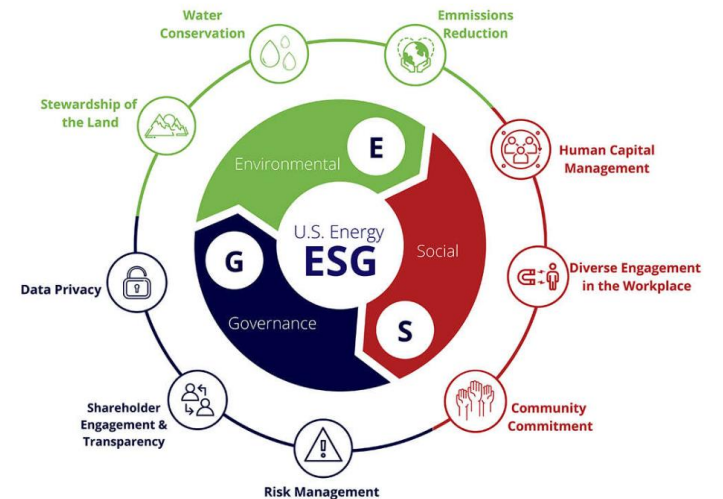 Water
Conservation
Emmissions
Reduction
Stewardship of
the Land
Human Capital
Management
Environmental
E
U.S. Energy
ESG
Social
G
Governance
S
Data Privacy
Diverse Engagement
in the Workplace
Shareholder
Engagement &
Transparency
Community
Commitment
Risk Management